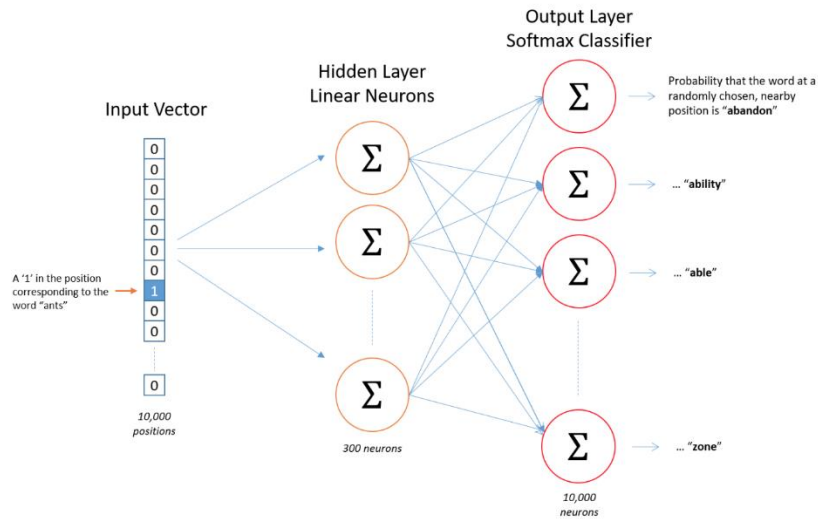 Output Layer
Softmax Classifier
Hidden Layer
Linear Neurons
Input Vector
0
0
0
0
0
0
0
1
0
0
0
A ‘1’ in the position
corresponding to the
word “ants”
10,000
positions
Σ
Σ
Σ
300 neurons
Σ
Σ
Σ
Σ
10,000
neurons
Probability that the word at a
randomly chosen, nearby
position is “abandon”
... “ability”
... “able”
... “zone”